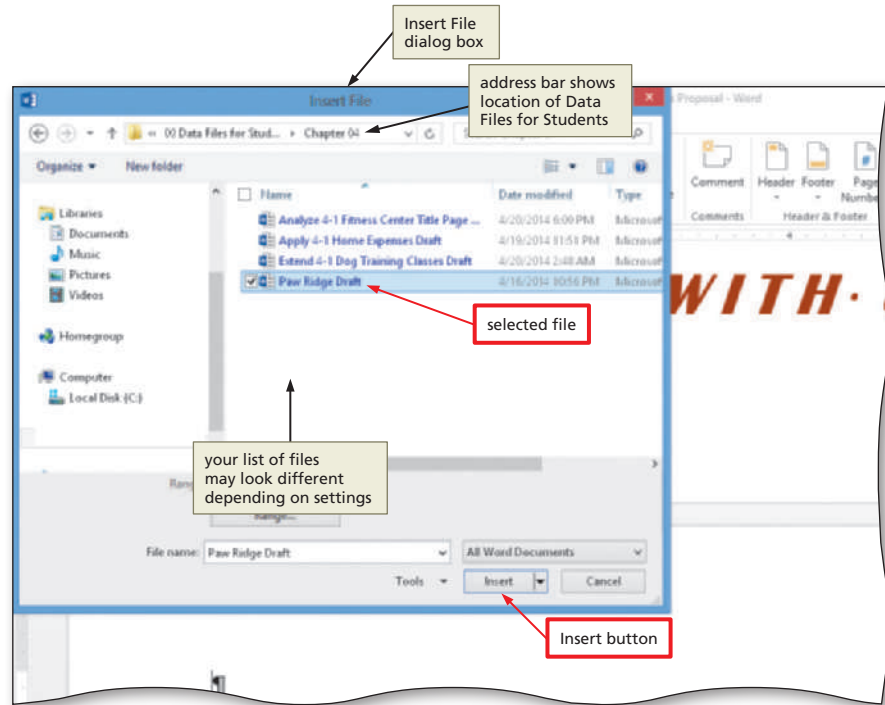 Insert File
dialog box
address bar shows
location of Data
Files for Students
Insert File
s Proposal - Word
00 Data Files for Stud... Chapter 04
Organize New folder
Comment Header Footer Page
Comments Header & Footer
Name Date modified Type
Libraries
Documents
Music
Pictures
Videos
Homegroup
Computer
Local Disk (C:)
Analyze 4-1 Fitness Center Title Page ... 4/20/2014 6:09 PM
Apply 4-1 Home Expenses Draft 4/19/2014 11:51 PM
Extend 4-1 Dog Training Classes Draft 4/20/2014 2:48 AM
Paw Ridge Draft 4/16/2014 10:56 PM
4
WITH·
selected file
your list of files
may look different
depending on settings
Range...
File name: Paw Ridge Draft All Word Documents
Tools Insert Cancel
Insert button
¶